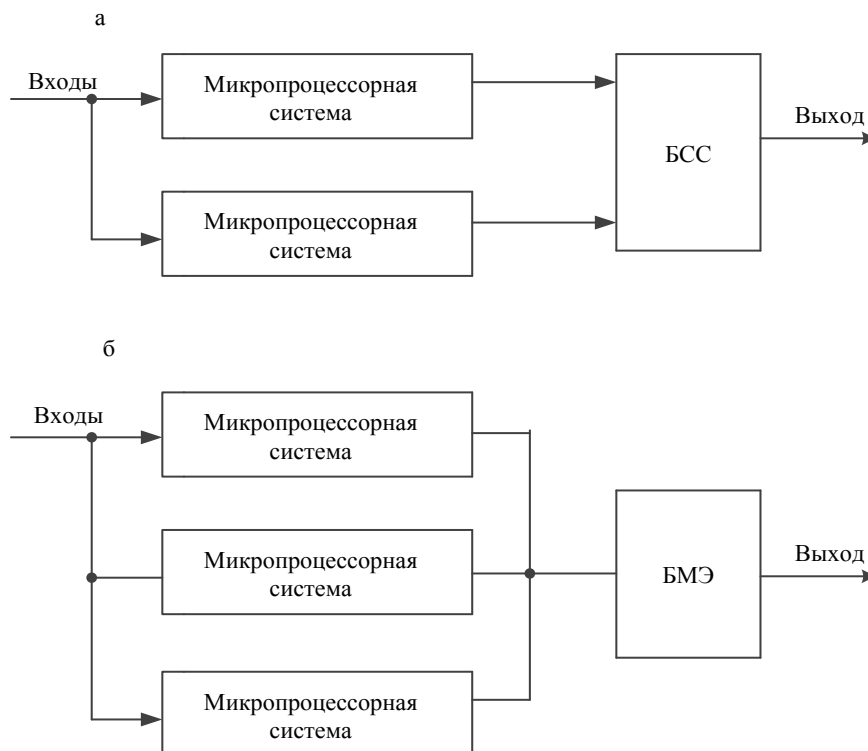 а
Входы
Микропроцессорная
система
БСС
Выход
Микропроцессорная
система
б
Входы
Микропроцессорная
система
Микропроцессорная
система
БМЭ
Выход
Микропроцессорная
система